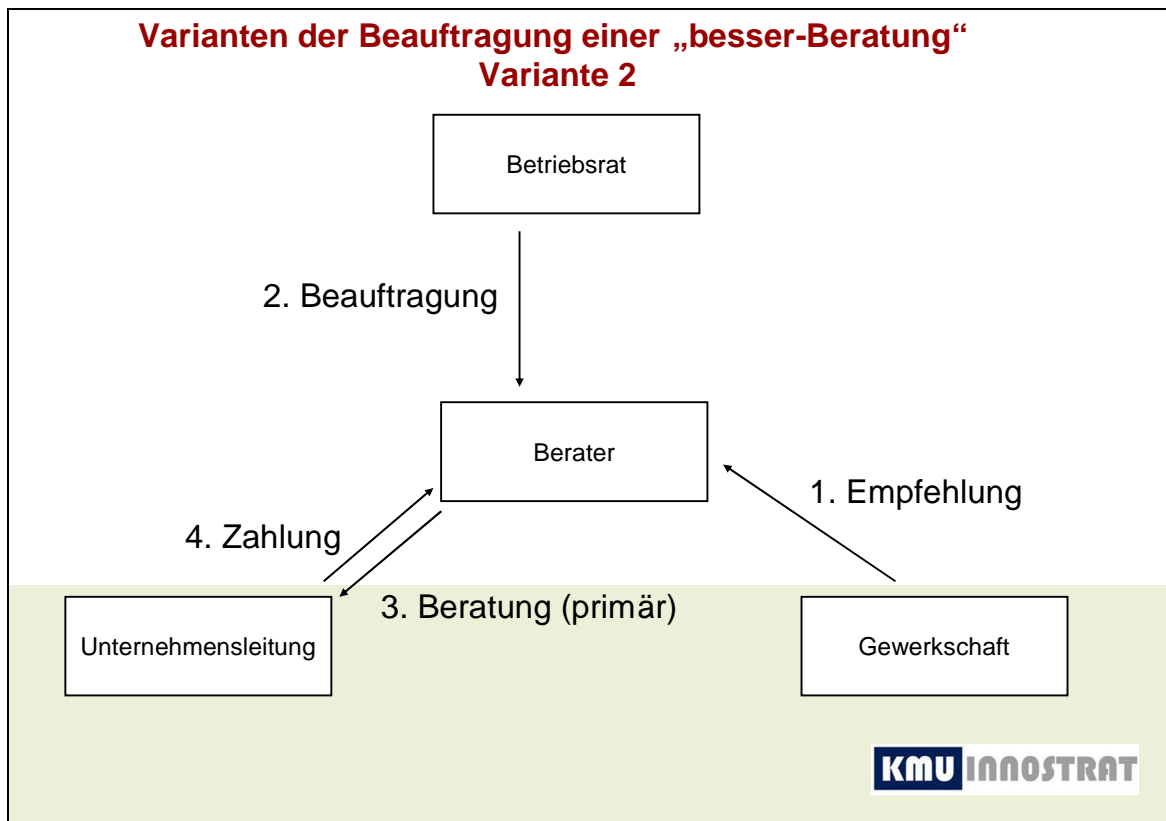 Varianten der Beauftragung einer „besser-Beratung“
Variante 2
Betriebsrat
2. Beauftragung
Berater
1. Empfehlung
4. Zahlung
3. Beratung (primär)
Unternehmensleitung
Gewerkschaft
KMU INNOSTRAT